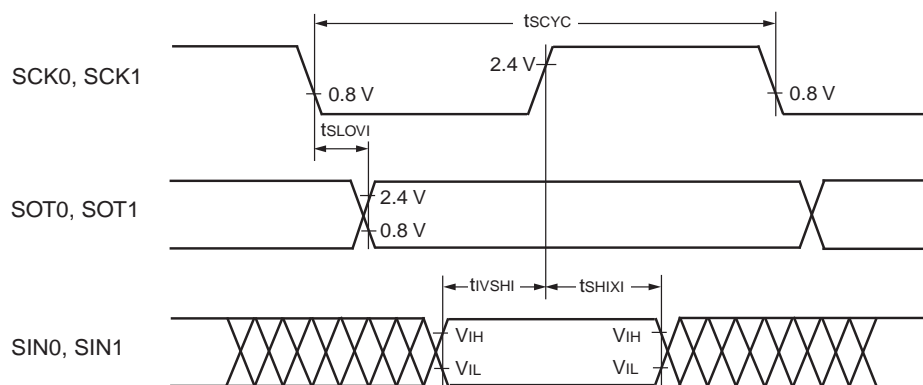 tSCYC
SCK0, SCK1
2.4 V
0.8 V
0.8 V
tSLOVI
SOT0, SOT1
2.4 V
0.8 V
tIVSHI
tSHIXI
SIN0, SIN1
VIH
VIH
VIL
VIL